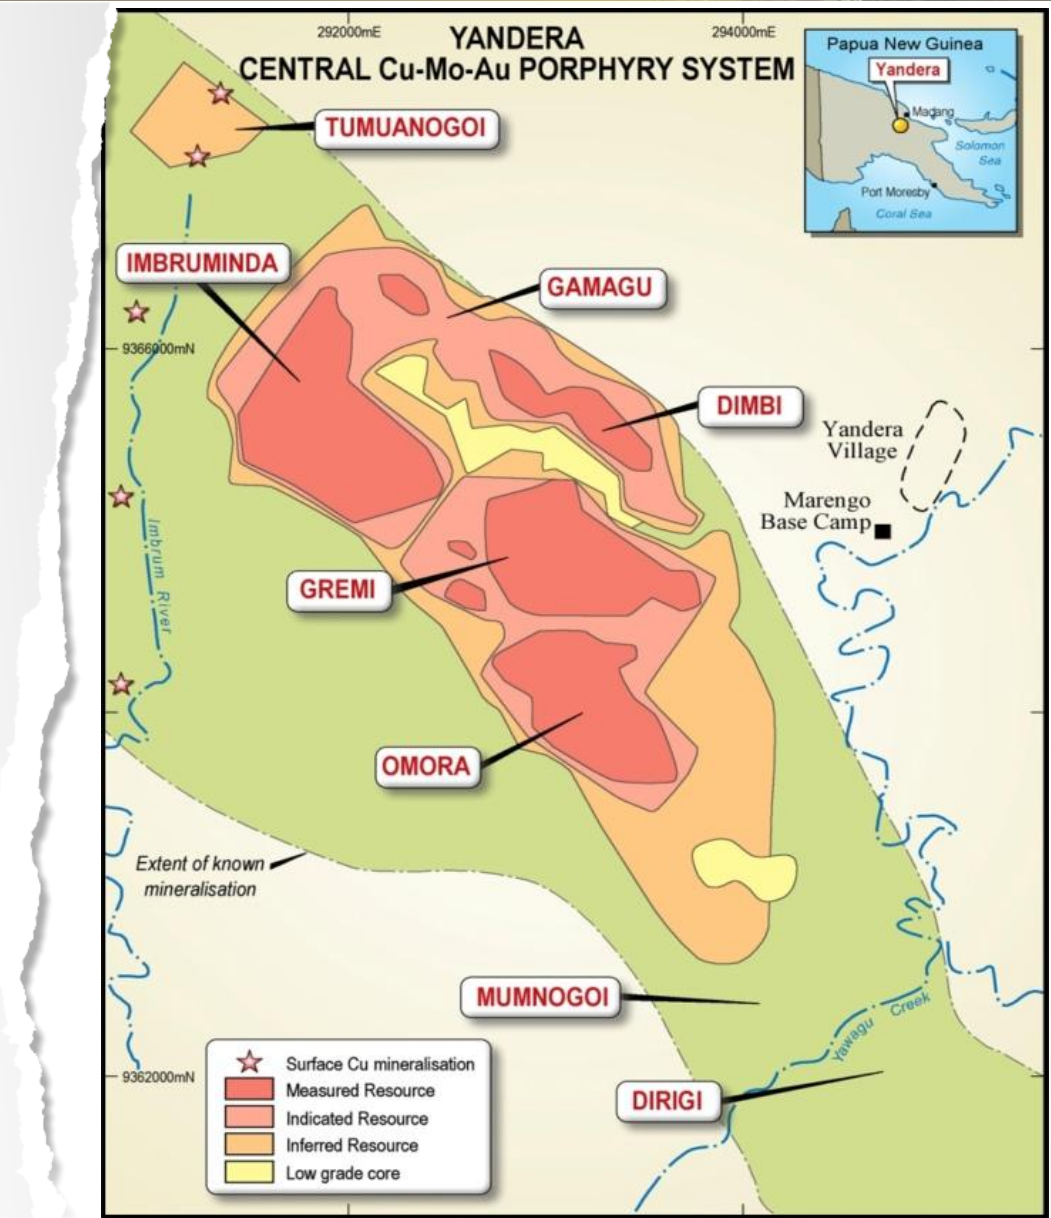 292000mE
294000mE
YANDERA
CENTRAL Cu-Mo-Au PORPHYRY SYSTEM
Papua New Guinea
Yandera
Madang
Solomon
Sea
Port Moresby
Coral Sea
TUMUANOGOI
IMBRUMINDA
GAMAGU
9366000mN
DIMBI
Yandera
Village
Marengo
Base Camp
Imbrum River
GREMI
OMORA
Extent of known
mineralisation
MUMNOGOI
Yawagu Creek
9362000mN
DIRIGI
Surface Cu mineralisation
Measured Resource
Indicated Resource
Inferred Resource
Low grade core